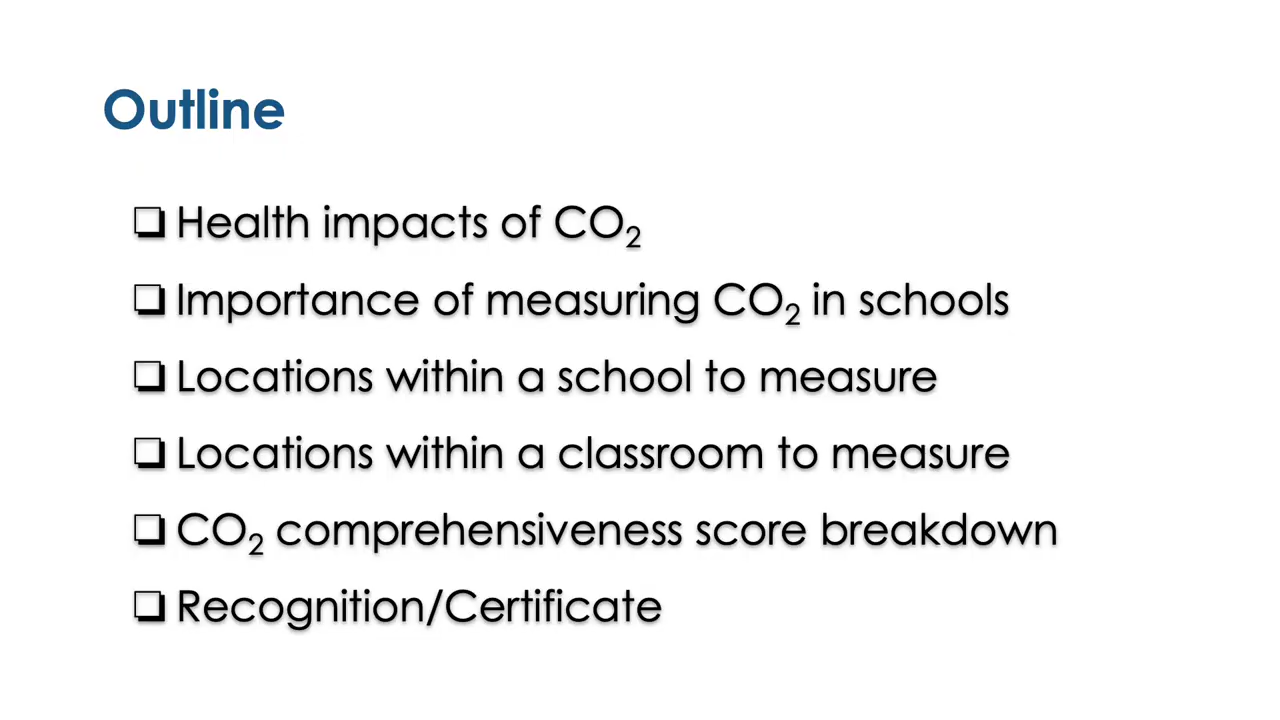 Outline
❑ Health impacts of CO₂
❑ Importance of measuring CO₂ in schools
❑ Locations within a school to measure
❑ Locations within a classroom to measure
❑ CO₂ comprehensiveness score breakdown
❑ Recognition/Certificate